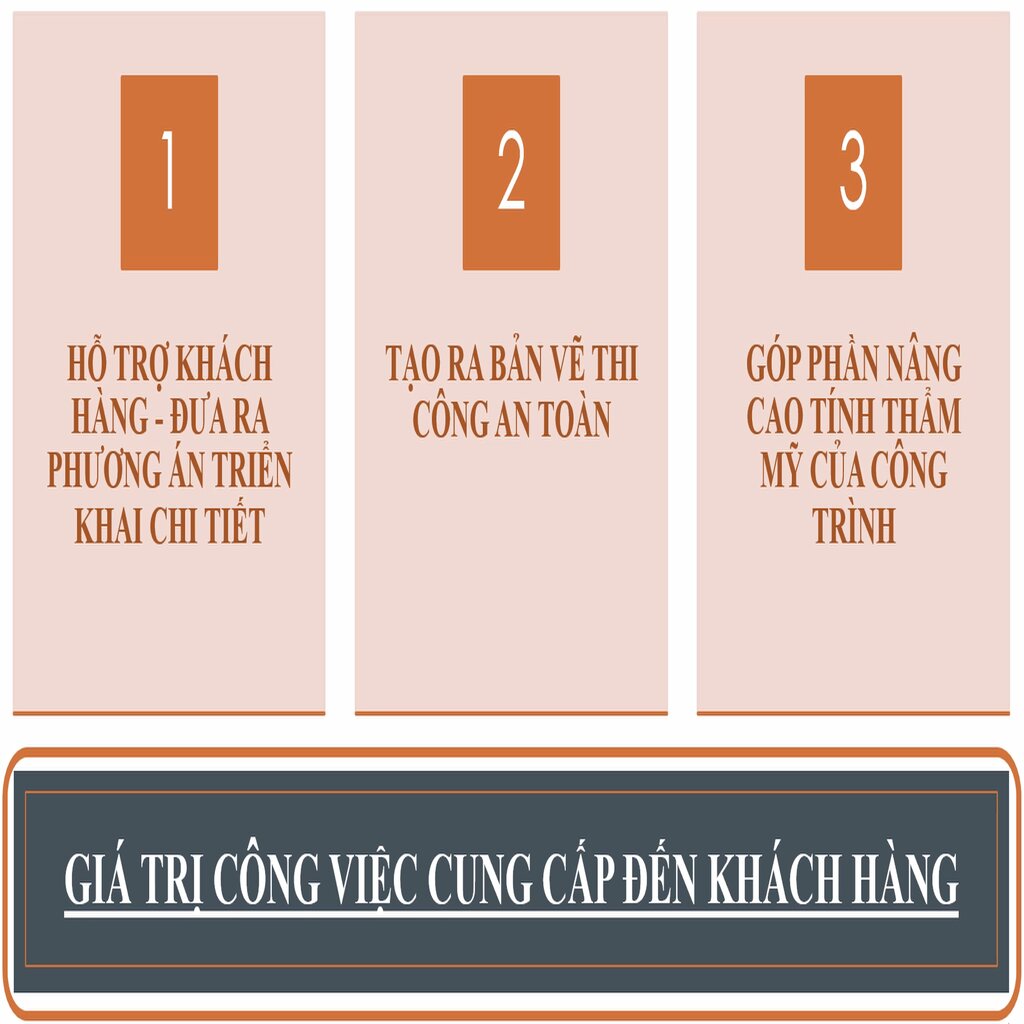 1
HỖ TRỢ KHÁCH
HÀNG - ĐƯA RA
PHƯƠNG ÁN TRIỂN
KHAI CHI TIẾT
2
TẠO RA BẢN VẼ THI
CÔNG AN TOÀN
3
GÓP PHẦN NÂNG
CAO TÍNH THẨM
MỸ CỦA CÔNG
TRÌNH
GIÁ TRỊ CÔNG VIỆC CUNG CẤP ĐẾN KHÁCH HÀNG